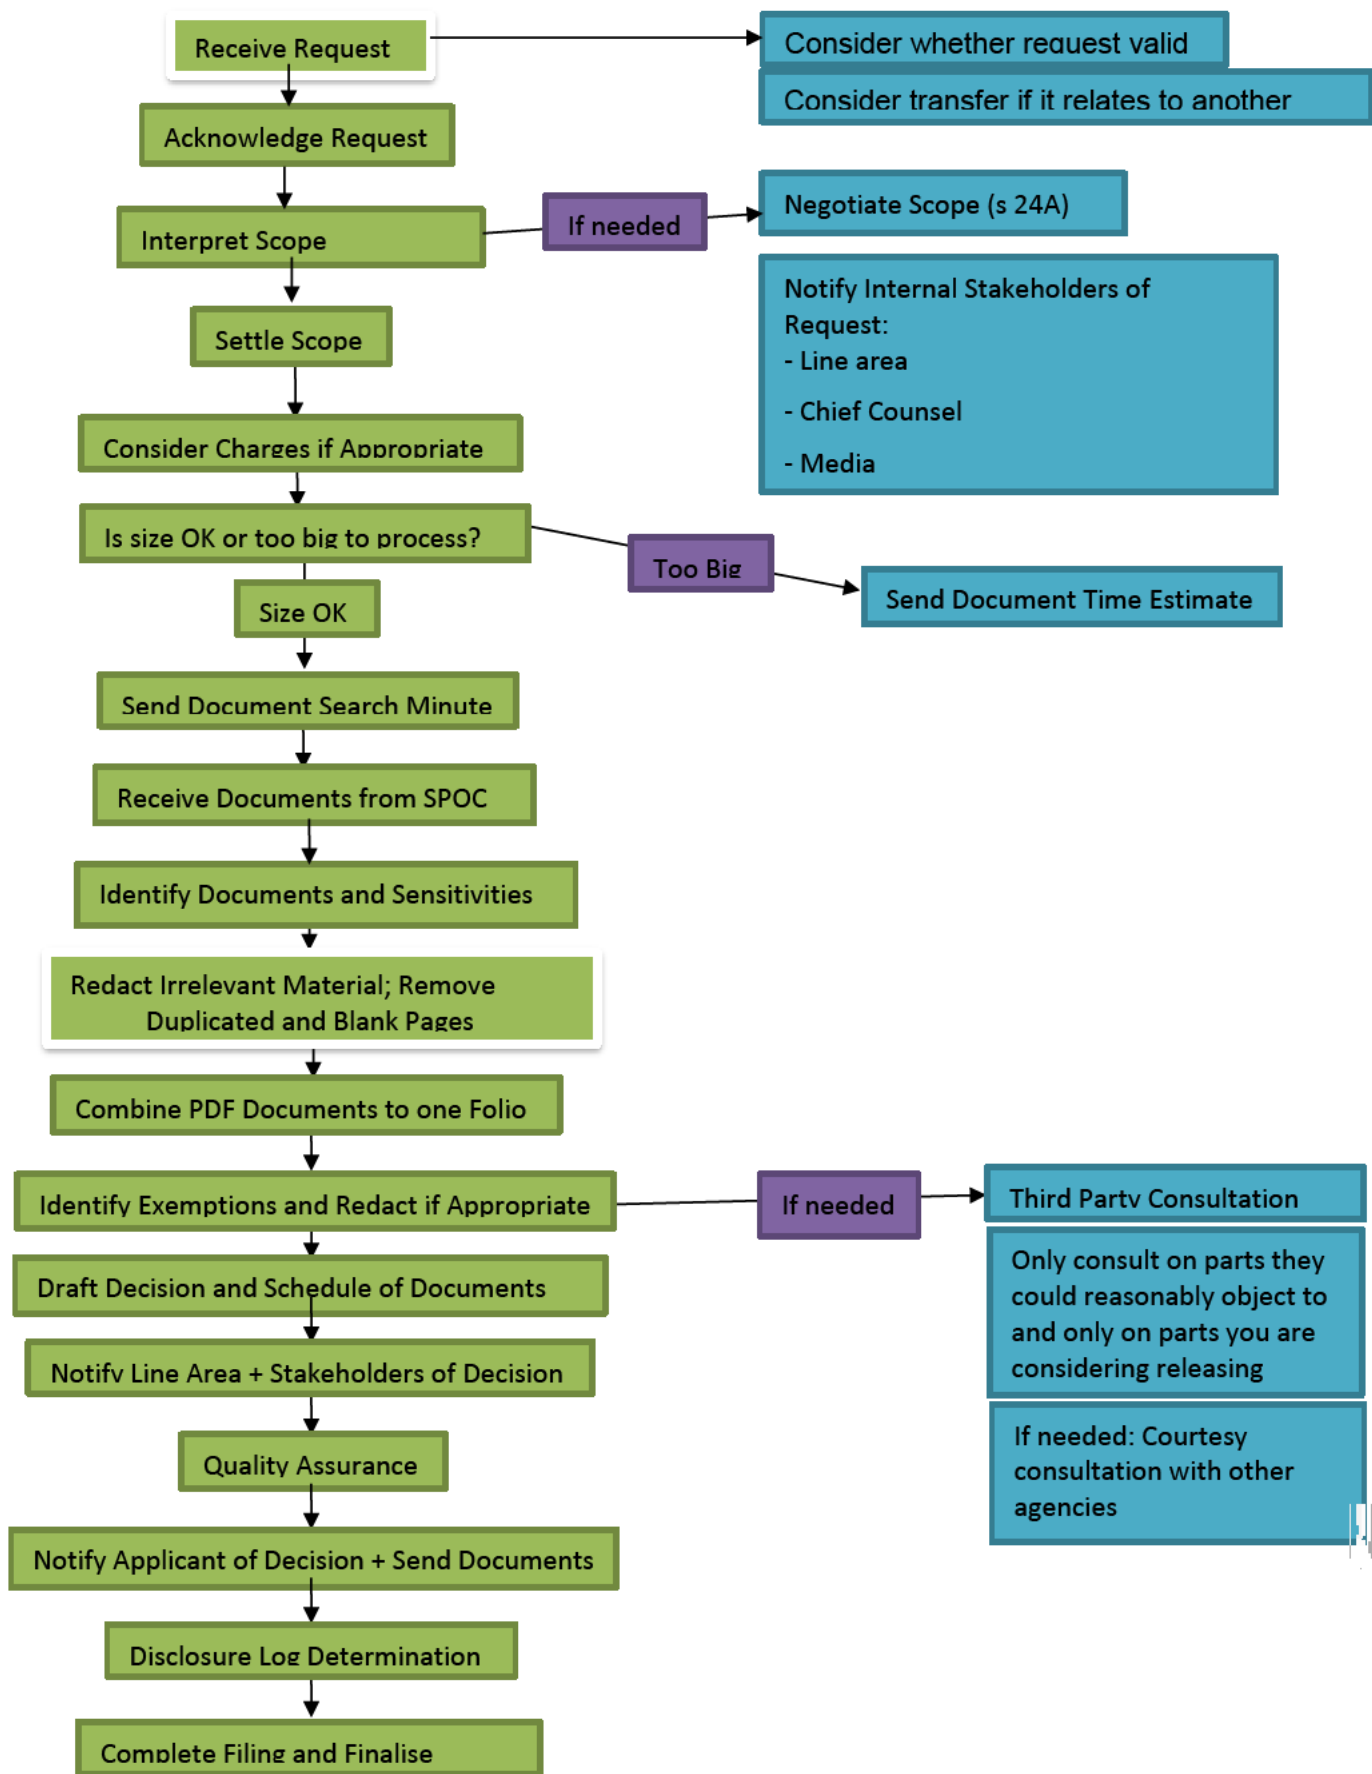 Receive Request
Consider whether request valid
Consider transfer if it relates to another
Acknowledge Request
Interpret Scope
If needed
Negotiate Scope (s 24A)
Settle Scope
Notify Internal Stakeholders of
Request:
- Line area
- Chief Counsel
- Media
Consider Charges if Appropriate
Is size OK or too big to process?
Too Big
Send Document Time Estimate
Size OK
Send Document Search Minute
Receive Documents from SPOC
Identify Documents and Sensitivities
Redact Irrelevant Material; Remove
Duplicated and Blank Pages
Combine PDF Documents to one Folio
Identify Exemptions and Redact if Appropriate
If needed
Third Party Consultation
Only consult on parts they
could reasonably object to
and only on parts you are
considering releasing
If needed: Courtesy
consultation with other
agencies
Draft Decision and Schedule of Documents
Notify Line Area + Stakeholders of Decision
Quality Assurance
Notify Applicant of Decision + Send Documents
Disclosure Log Determination
Complete Filing and Finalise